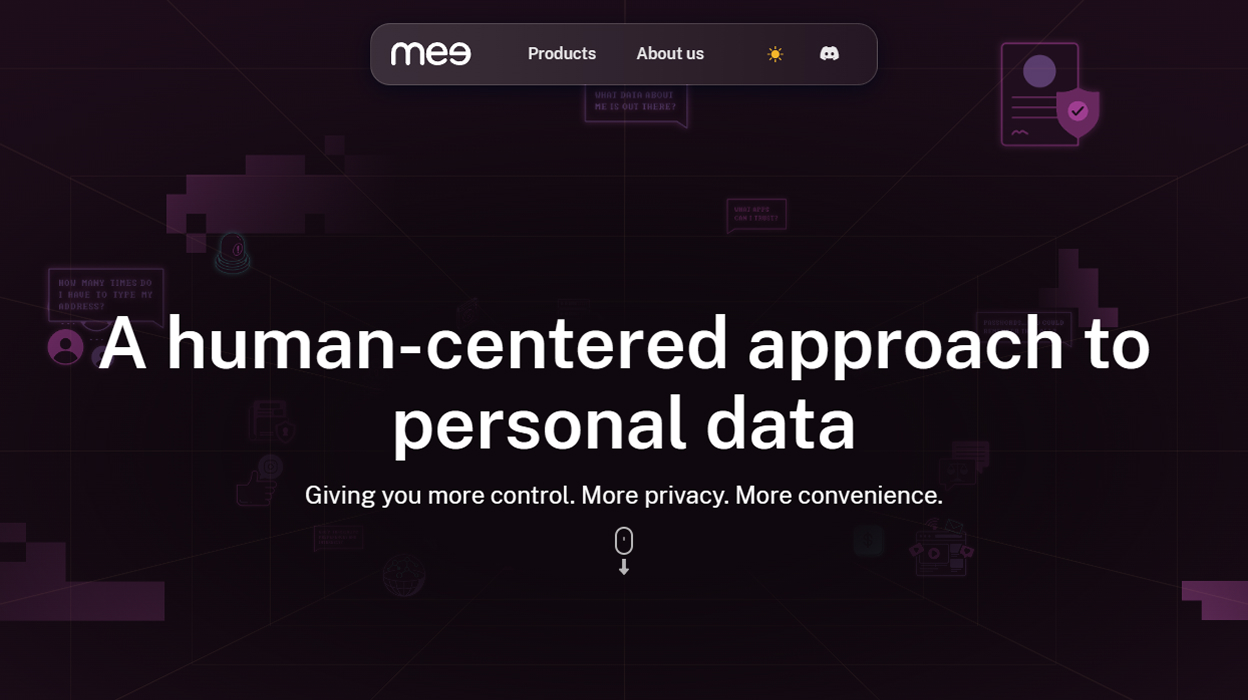 mee
Products
About us
WHAT DATA ABOUT
ME IS OUT THERE?
WHAT APPS
CAN I TRUST?
HOW MANY TIMES DO
I HAVE TO TYPE MY
ADDRESS?
A human-centered approach to
personal data
Giving you more control. More privacy. More convenience.